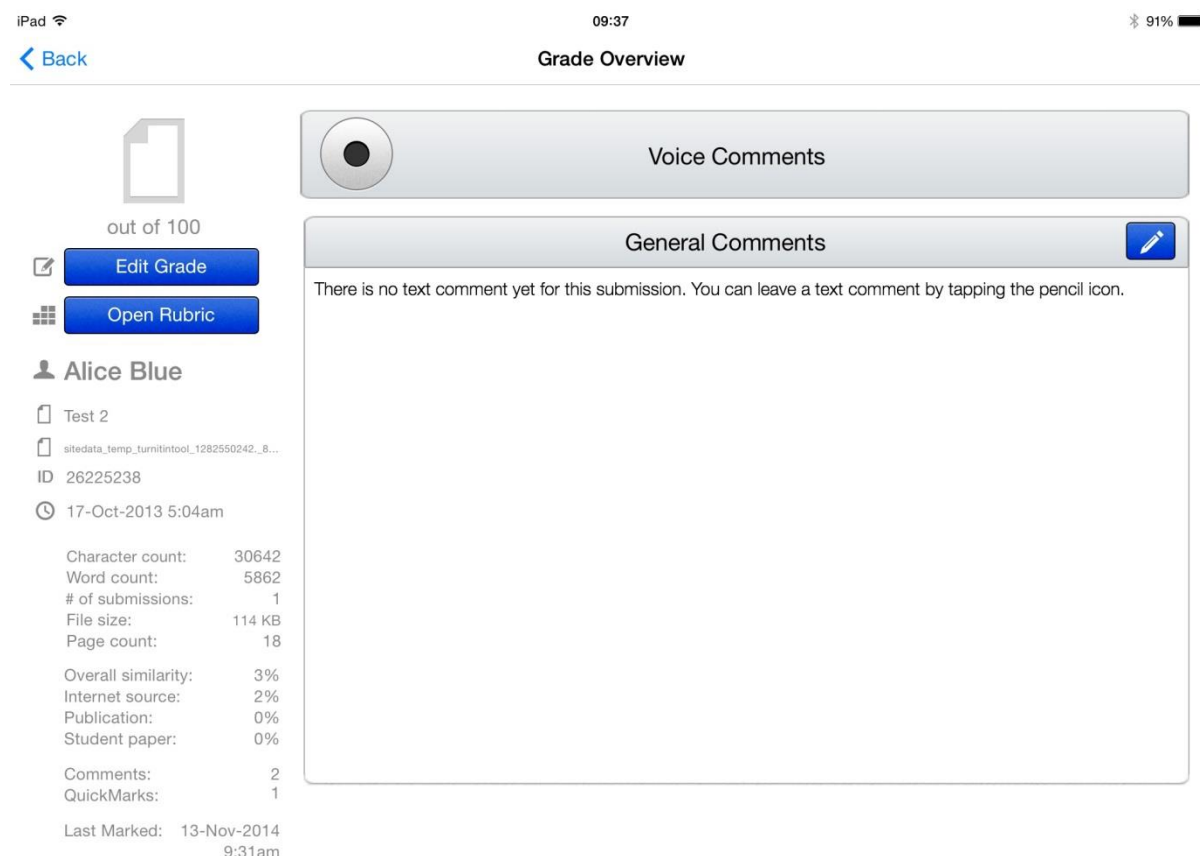 iPad 09:37 91%
Back Grade Overview
out of 100
Edit Grade
Open Rubric
Alice Blue
Test 2
sitedata_temp_turnitintool_1282550242._8...
ID 26225238
17-Oct-2013 5:04am
Character count: 30642
Word count: 5862
# of submissions: 1
File size: 114 KB
Page count: 18
Overall similarity: 3%
Internet source: 2%
Publication: 0%
Student paper: 0%
Comments: 2
QuickMarks: 1
Last Marked: 13-Nov-2014
9:31am
Voice Comments
General Comments
There is no text comment yet for this submission. You can leave a text comment by tapping the pencil icon.